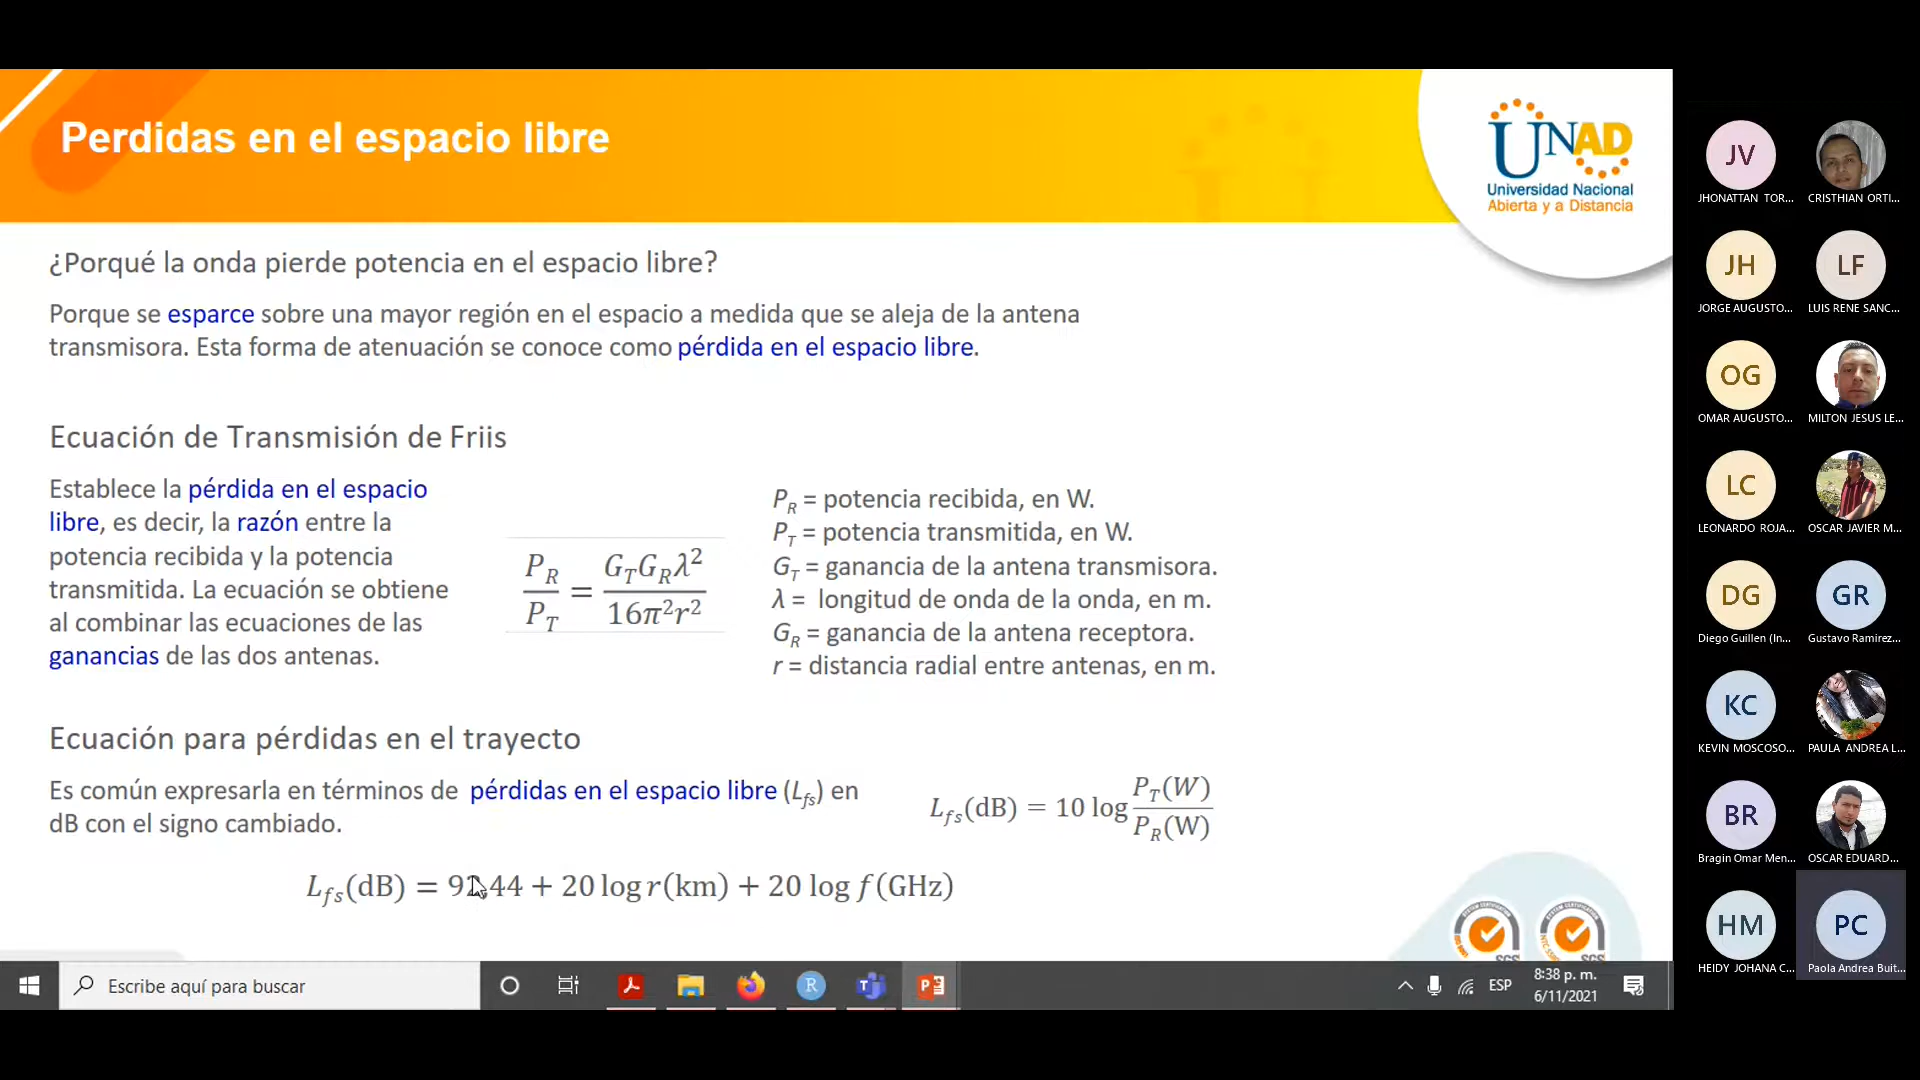 Perdidas en el espacio libre
UNAD
Universidad Nacional
Abierta y a Distancia
¿Porqué la onda pierde potencia en el espacio libre?
Porque se esparce sobre una mayor región en el espacio a medida que se aleja de la antena
transmisora. Esta forma de atenuación se conoce como pérdida en el espacio libre.
Ecuación de Transmisión de Friis
Establece la pérdida en el espacio
libre, es decir, la razón entre la
potencia recibida y la potencia
transmitida. La ecuación se obtiene
al combinar las ecuaciones de las
ganancias de las dos antenas.
P_R/P_T = G_T G_R λ²/16π²r²
P_R = potencia recibida, en W.
P_T = potencia transmitida, en W.
G_T = ganancia de la antena transmisora.
λ = longitud de onda de la onda, en m.
G_R = ganancia de la antena receptora.
r = distancia radial entre antenas, en m.
Ecuación para pérdidas en el trayecto
Es común expresarla en términos de pérdidas en el espacio libre (L_fs) en
dB con el signo cambiado.
L_fs(dB) = 10 log P_T(W)/P_R(W)
L_fs(dB) = 92.44 + 20 log r(km) + 20 log f(GHz)
SGS SGS
Escribe aquí para buscar
ESP
8:38 p. m.
6/11/2021
JV
JHONATTAN TOR...
CRISTHIAN ORTI...
JH
JORGE AUGUSTO...
LF
LUIS RENE SANC...
OG
OMAR AUGUSTO...
MILTON JESUS LE...
LC
LEONARDO ROJA...
OSCAR JAVIER M...
DG
Diego Guillen (In...
GR
Gustavo Ramirez...
KC
KEVIN MOSCOSO...
PAULA ANDREA L...
BR
Bragin Omar Men...
OSCAR EDUARD...
HM
HEIDY JOHANA C...
PC
Paola Andrea Buit...